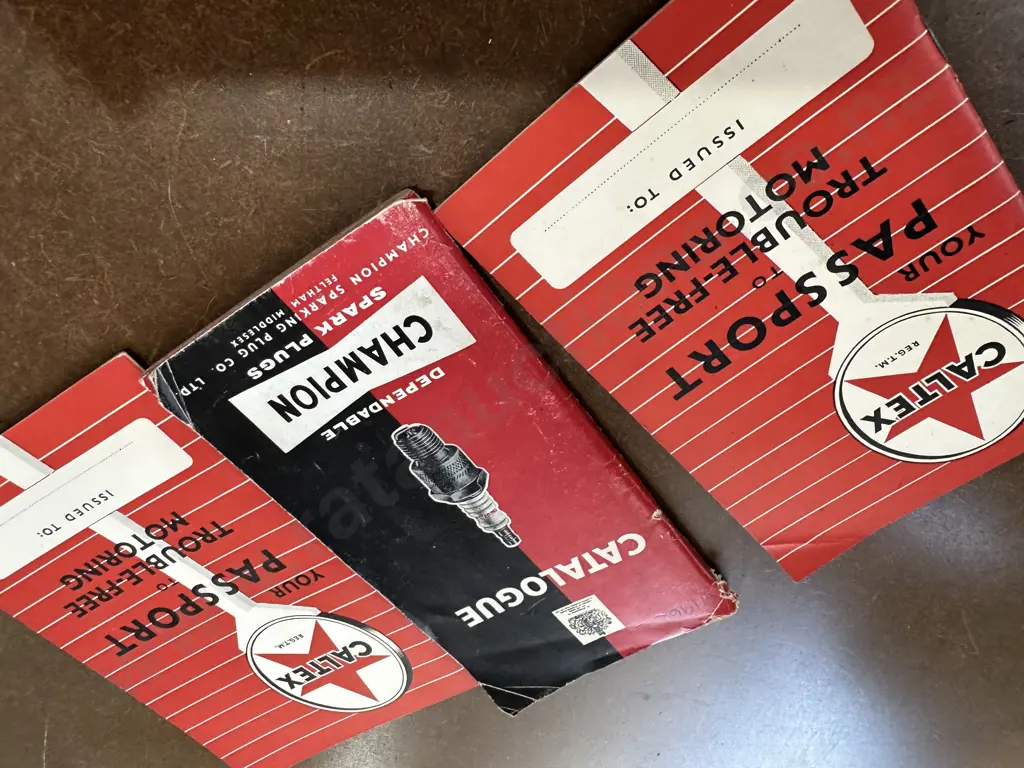 CALTEX
REG.T.M.
YOUR
PASSPORT
TO
TROUBLE-FREE
MOTORING
ISSUED TO:
CATALOGUE
DEPENDABLE
CHAMPION
SPARK
PLUGS
CHAMPION SPARKING PLUG CO. LTD
FELTHAM MIDDLESEX
CALTEX
REG.T.M.
YOUR
PASSPORT
TO
TROUBLE-FREE
MOTORING
ISSUED TO: